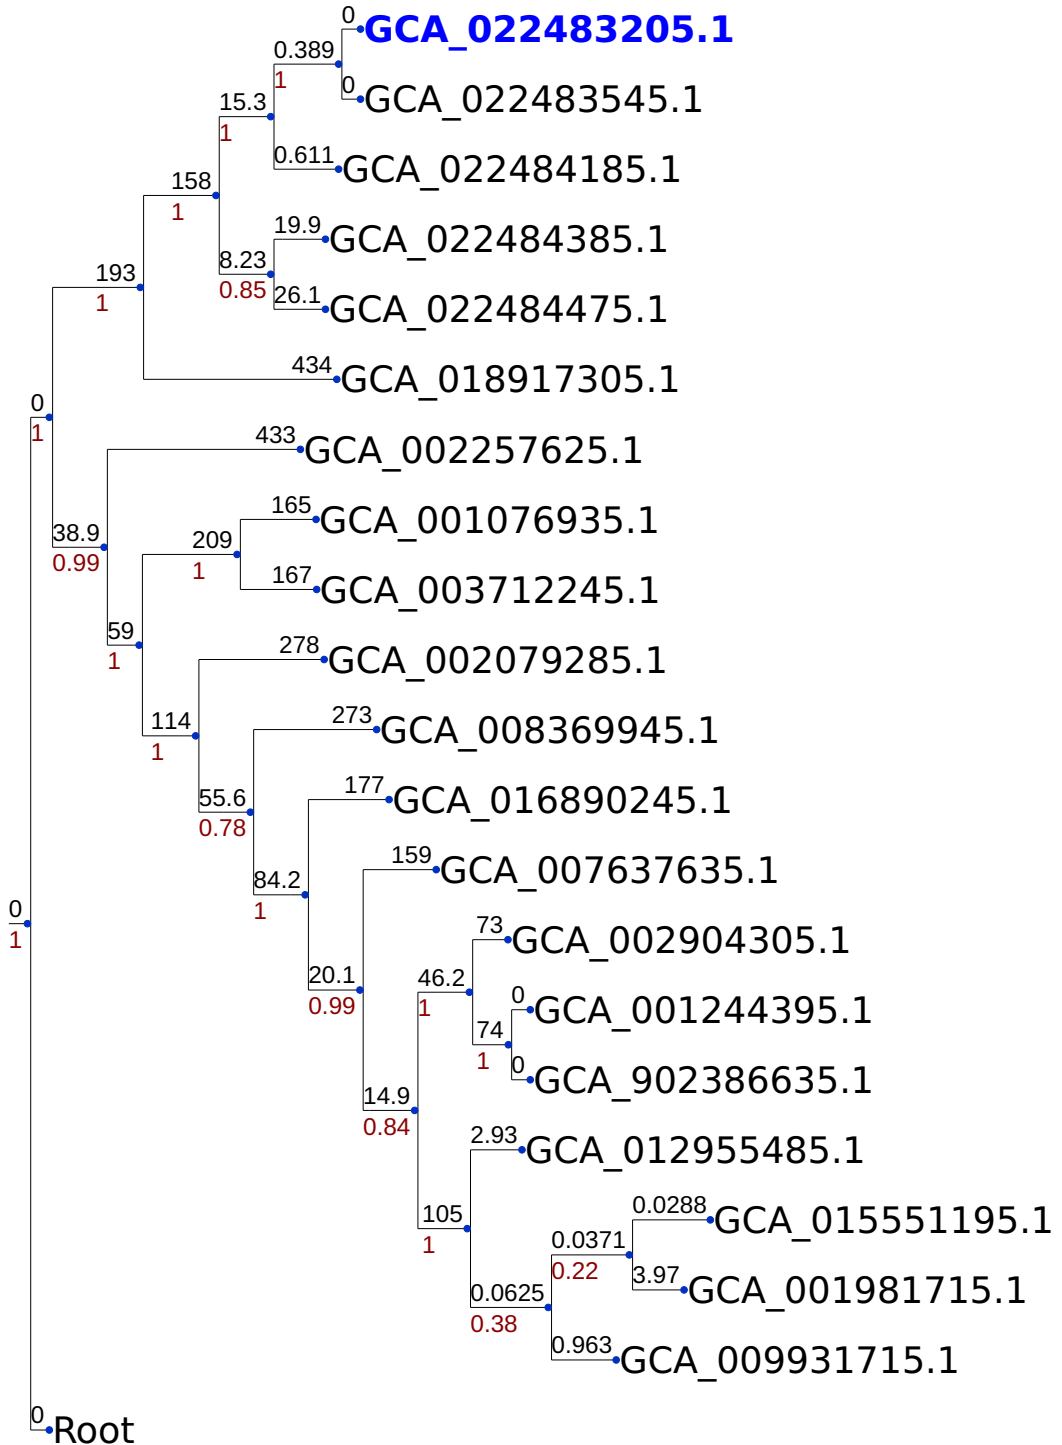 0
GCA_022483205.1
0.389
1
0
GCA_022483545.1
15.3
1
0.611
GCA_022484185.1
158
1
19.9
GCA_022484385.1
8.23
0.85
26.1
GCA_022484475.1
193
1
434
GCA_018917305.1
0
1
433
GCA_002257625.1
38.9
0.99
165
GCA_001076935.1
209
1
167
GCA_003712245.1
59
1
278
GCA_002079285.1
114
1
273
GCA_008369945.1
55.6
0.78
177
GCA_016890245.1
84.2
1
159
GCA_007637635.1
0
1
73
GCA_002904305.1
20.1
0.99
46.2
1
0
GCA_001244395.1
74
1
0
GCA_902386635.1
14.9
0.84
2.93
GCA_012955485.1
105
1
0.0288
GCA_015551195.1
0.0371
0.22
3.97
GCA_001981715.1
0.0625
0.38
0.963
GCA_009931715.1
0
Root